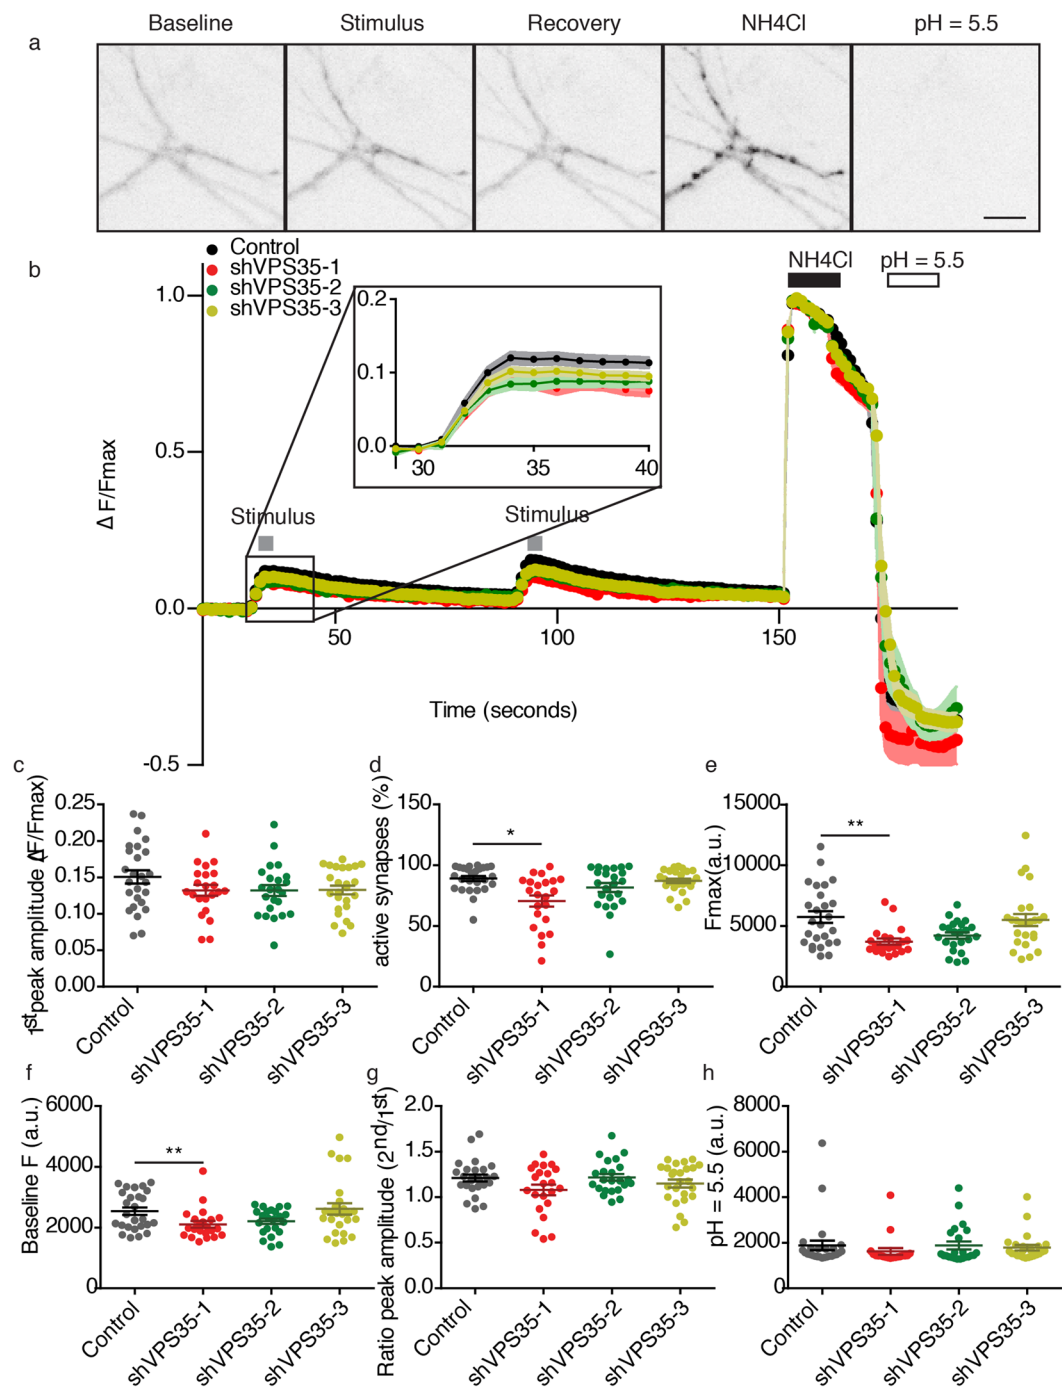 Baseline Stimulus Recovery NH4Cl pH = 5.5
a
b
Control
shVPS35-1
shVPS35-2
shVPS35-3
NH4Cl pH = 5.5
Δ F/Fmax
1.0
0.5
0.0
-0.5
0.2
0.1
0.0
30 35 40
Stimulus Stimulus
50 100 150
Time (seconds)
c
1st peak amplitude ΔF/Fmax)
0.25
0.20
0.15
0.10
0.05
0.00
Control shVPS35-1 shVPS35-2 shVPS35-3
d
active synapses (%)
150
100
50
0
*
Control shVPS35-1 shVPS35-2 shVPS35-3
e
Fmax(a.u.)
15000
10000
5000
0
**
Control shVPS35-1 shVPS35-2 shVPS35-3
f
Baseline F (a.u.)
6000
4000
2000
0
**
Control shVPS35-1 shVPS35-2 shVPS35-3
g
Ratio peak amplitude (2nd/1st)
2.0
1.5
1.0
0.5
0.0
Control shVPS35-1 shVPS35-2 shVPS35-3
h
pH = 5.5 (a.u.)
8000
6000
4000
2000
0
Control shVPS35-1 shVPS35-2 shVPS35-3